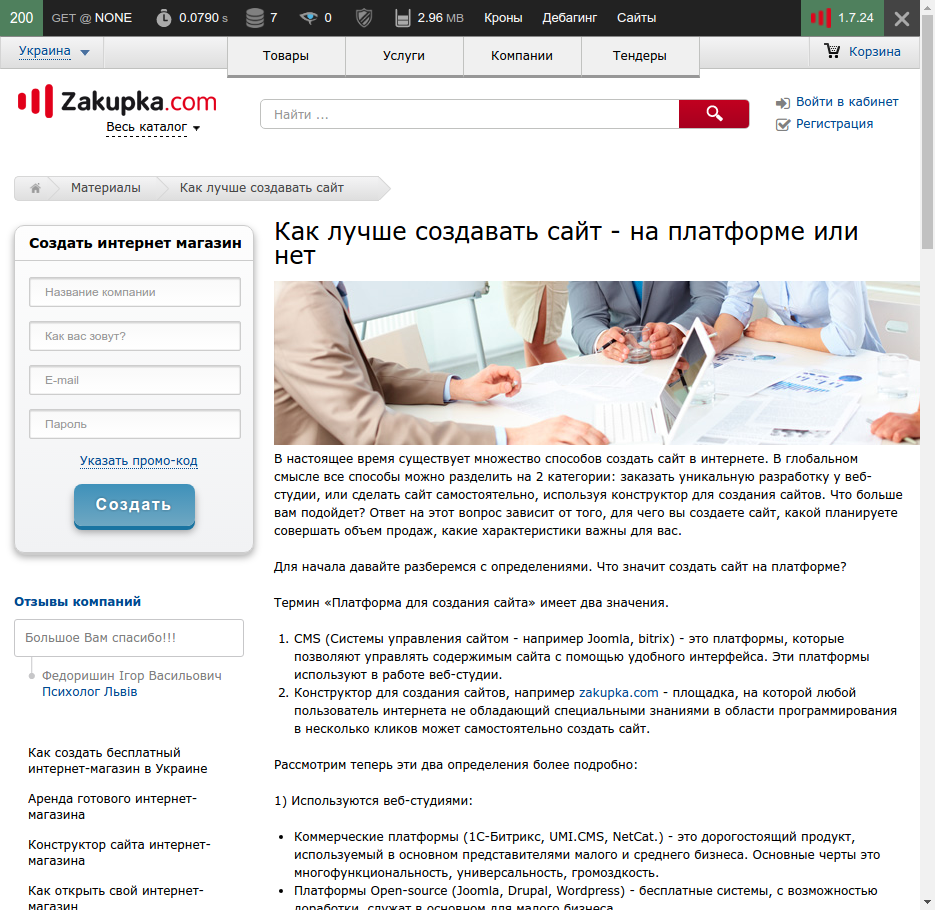 200 GET @ NONE 0.0790 s 7 0 2.96 MB Кроны Дебагинг Сайты 1.7.24
Украина Товары Услуги Компании Тендеры Корзина
Zakupka.com
Весь каталог
Найти ...
Войти в кабинет
Регистрация
Материалы Как лучше создавать сайт
Создать интернет магазин
Название компании
Как вас зовут?
E-mail
Пароль
Указать промо-код
Создать
Отзывы компаний
Большое Вам спасибо!!!
Федоришин Ігор Васильович
Психолог Львів
Как создать бесплатный
интернет-магазин в Украине
Аренда готового интернет-
магазина
Конструктор сайта интернет-
магазина
Как открыть свой интернет-
магазин
Как лучше создавать сайт - на платформе или
нет
В настоящее время существует множество способов создать сайт в интернете. В глобальном
смысле все способы можно разделить на 2 категории: заказать уникальную разработку у веб-
студии, или сделать сайт самостоятельно, используя конструктор для создания сайтов. Что больше
вам подойдет? Ответ на этот вопрос зависит от того, для чего вы создаете сайт, какой планируете
совершать объем продаж, какие характеристики важны для вас.
Для начала давайте разберемся с определениями. Что значит создать сайт на платформе?
Термин «Платформа для создания сайта» имеет два значения.
1. CMS (Системы управления сайтом - например Joomla, bitrix) - это платформы, которые
позволяют управлять содержимым сайта с помощью удобного интерфейса. Эти платформы
используют в работе веб-студии.
2. Конструктор для создания сайтов, например zakupka.com - площадка, на которой любой
пользователь интернета не обладающий специальными знаниями в области программирования
в несколько кликов может самостоятельно создать сайт.
Рассмотрим теперь эти два определения более подробно:
1) Используются веб-студиями:
• Коммерческие платформы (1С-Битрикс, UMI.CMS, NetCat.) - это дорогостоящий продукт,
используемый в основном представителями малого и среднего бизнеса. Основные черты это
многофункциональность, универсальность, громоздкость.
• Платформы Open-source (Joomla, Drupal, Wordpress) - бесплатные системы, с возможностью
доработки, служат в основном для малого бизнеса.